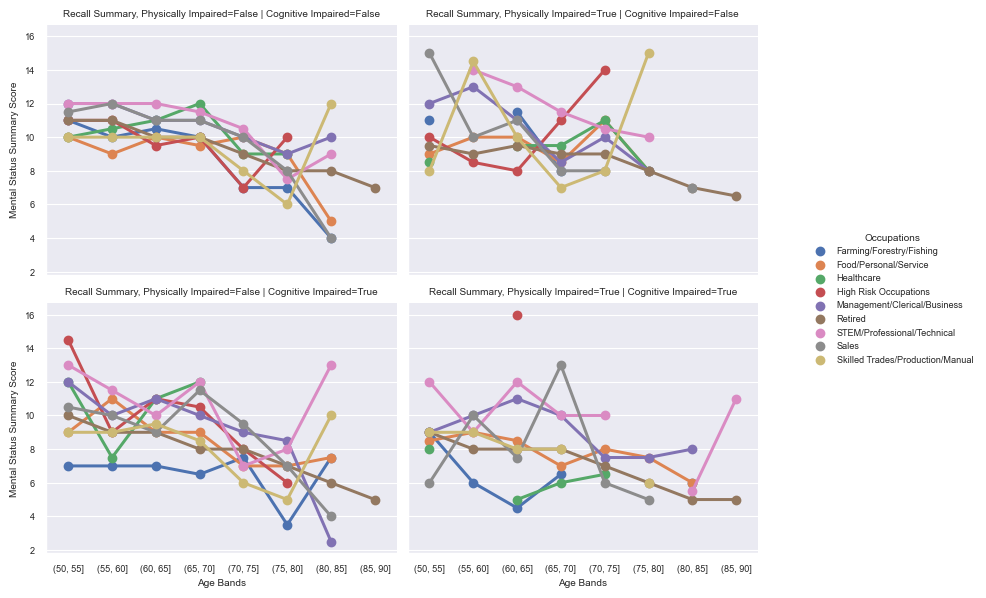 Recall Summary, Physically Impaired=False | Cognitive Impaired=False
Recall Summary, Physically Impaired=True | Cognitive Impaired=False
16
14
12
10
8
6
4
2
Mental Status Summary Score
Occupations
Farming/Forestry/Fishing
Food/Personal/Service
Healthcare
High Risk Occupations
Management/Clerical/Business
Retired
STEM/Professional/Technical
Sales
Skilled Trades/Production/Manual
Recall Summary, Physically Impaired=False | Cognitive Impaired=True
Recall Summary, Physically Impaired=True | Cognitive Impaired=True
16
14
12
10
8
6
4
2
Mental Status Summary Score
(50, 55] (55, 60] (60, 65] (65, 70] (70, 75] (75, 80] (80, 85] (85, 90]
Age Bands
(50, 55] (55, 60] (60, 65] (65, 70] (70, 75] (75, 80] (80, 85] (85, 90]
Age Bands